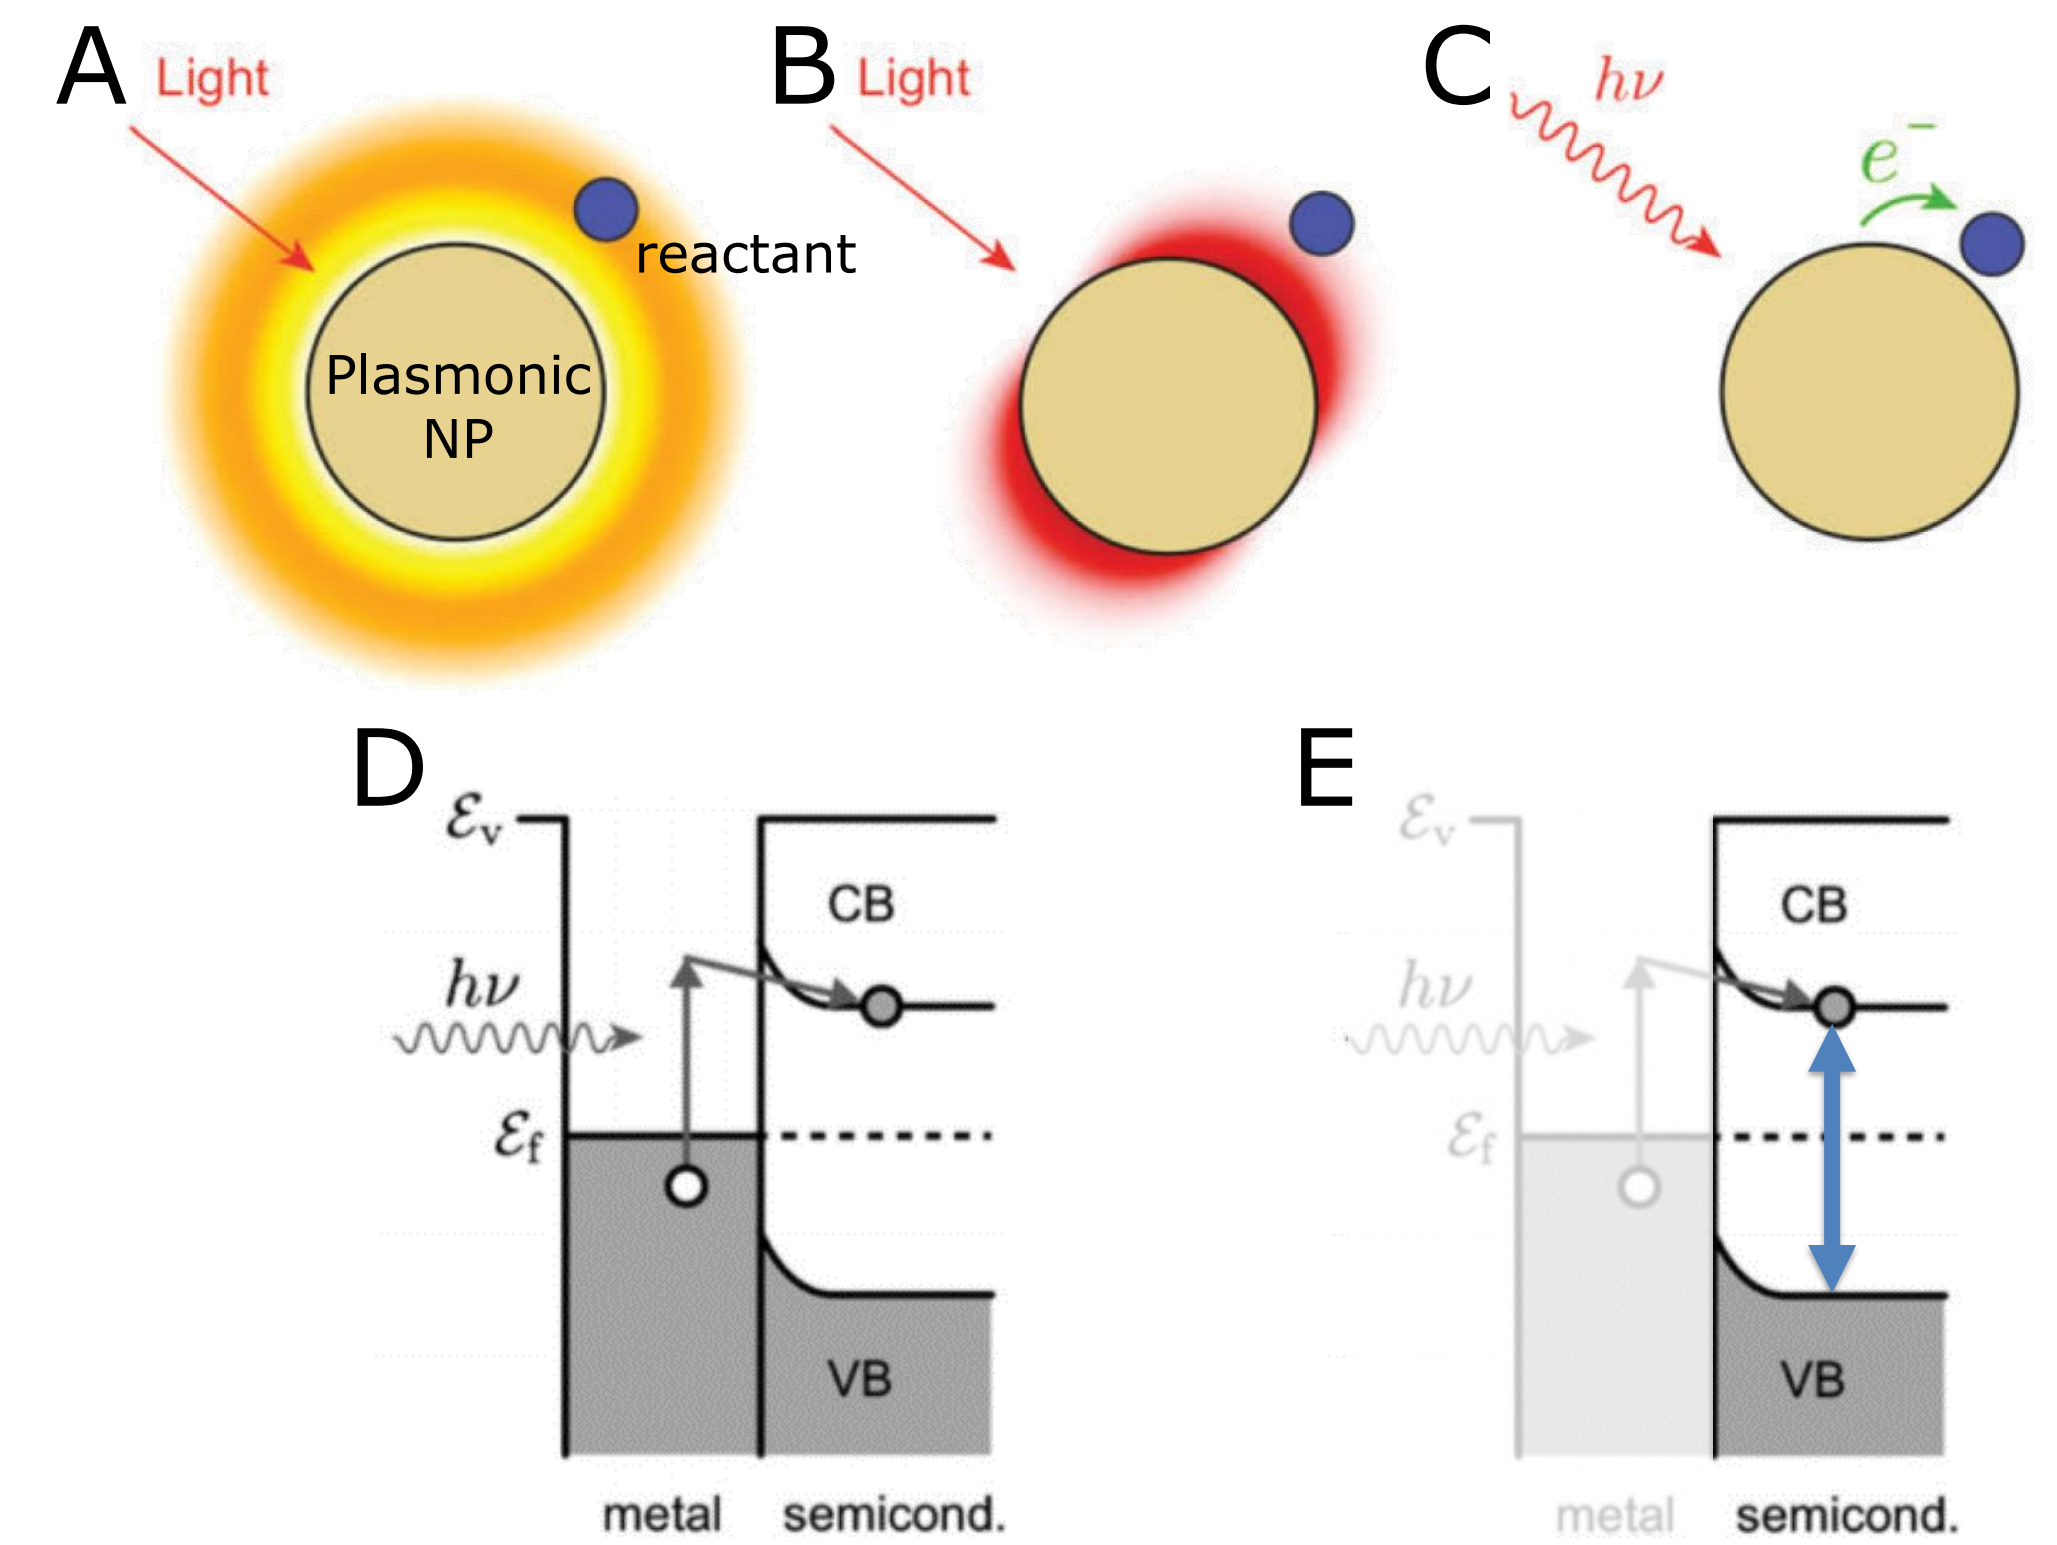 A
Light
reactant
Plasmonic
NP
B
Light
C
hν
e⁻
D
ℰv
CB
hν
ℰf
VB
metal
semicond.
E
ℰv
CB
hν
ℰf
VB
metal
semicond.